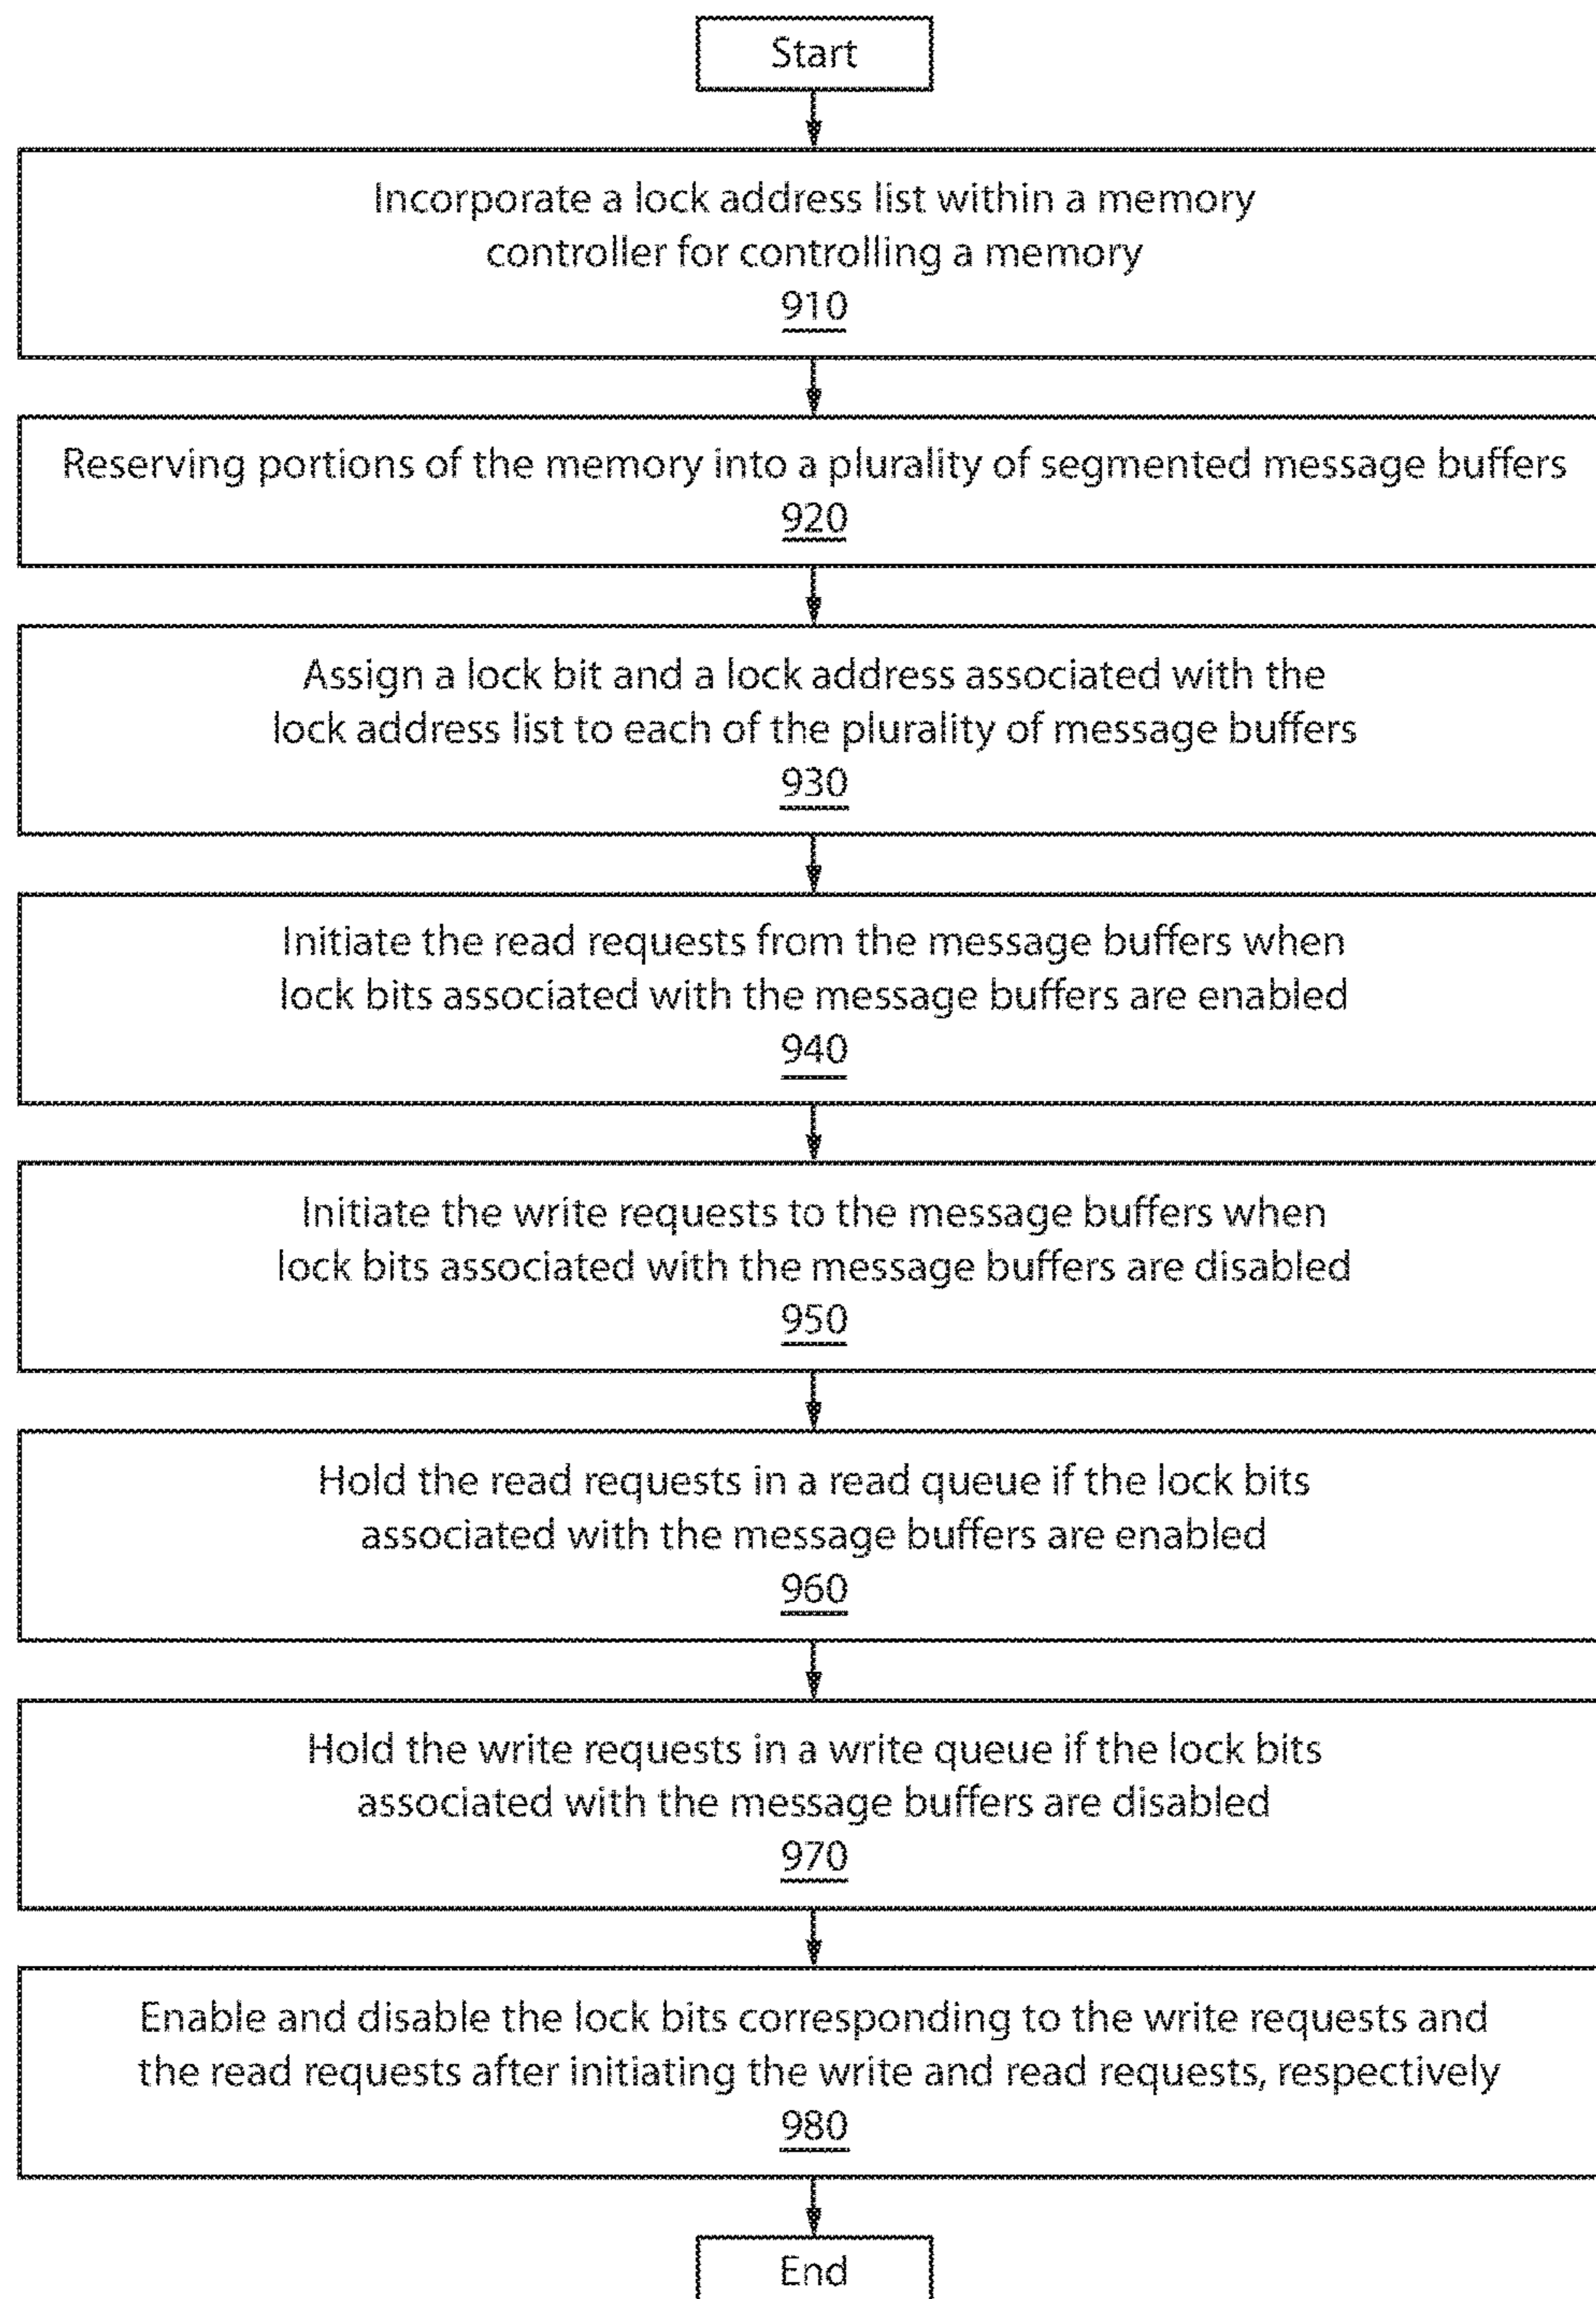 Start
Incorporate a lock address list within a memory
controller for controlling a memory
910
Reserving portions of the memory into a plurality of segmented message buffers
920
Assign a lock bit and a lock address associated with the
lock address list to each of the plurality of message buffers
930
Initiate the read requests from the message buffers when
lock bits associated with the message buffers are enabled
940
Initiate the write requests to the message buffers when
lock bits associated with the message buffers are disabled
950
Hold the read requests in a read queue if the lock bits
associated with the message buffers are enabled
960
Hold the write requests in a write queue if the lock bits
associated with the message buffers are disabled
970
Enable and disable the lock bits corresponding to the write requests and
the read requests after initiating the write and read requests, respectively
980
End